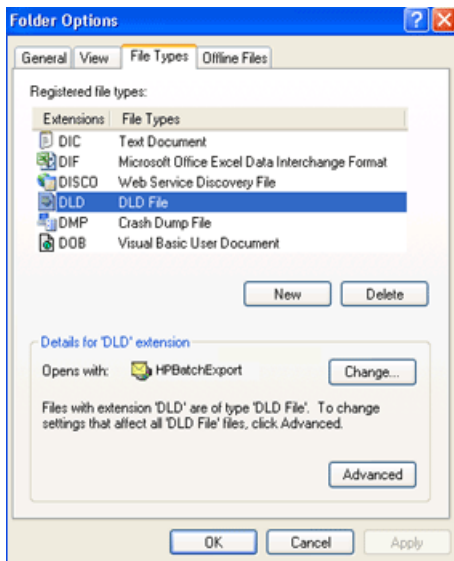 Folder Options
General View File Types Offline Files
Registered file types:
Extensions File Types
DIC Text Document
DIF Microsoft Office Excel Data Interchange Format
DISCO Web Service Discovery File
DLD DLD File
DMP Crash Dump File
DOB Visual Basic User Document
New Delete
Details for 'DLD' extension
Opens with: HPBatchExport Change...
Files with extension 'DLD' are of type 'DLD File'. To change
settings that affect all 'DLD File' files, click Advanced.
Advanced
OK Cancel Apply